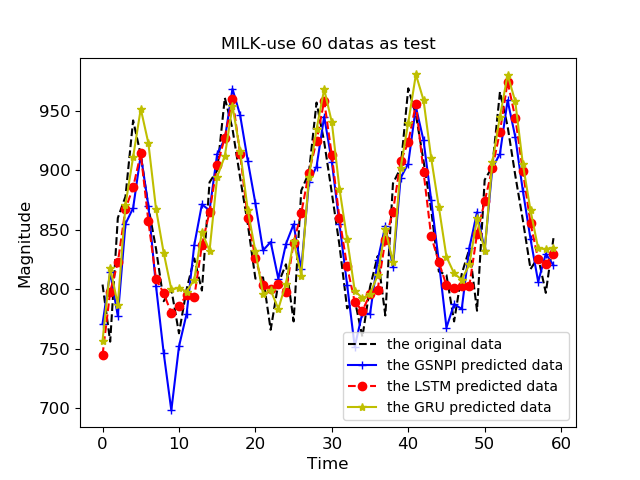 MILK-use 60 datas as test
Magnitude
950
900
850
800
750
700
0 10 20 30 40 50 60
Time
the original data
the GSNPI predicted data
the LSTM predicted data
the GRU predicted data